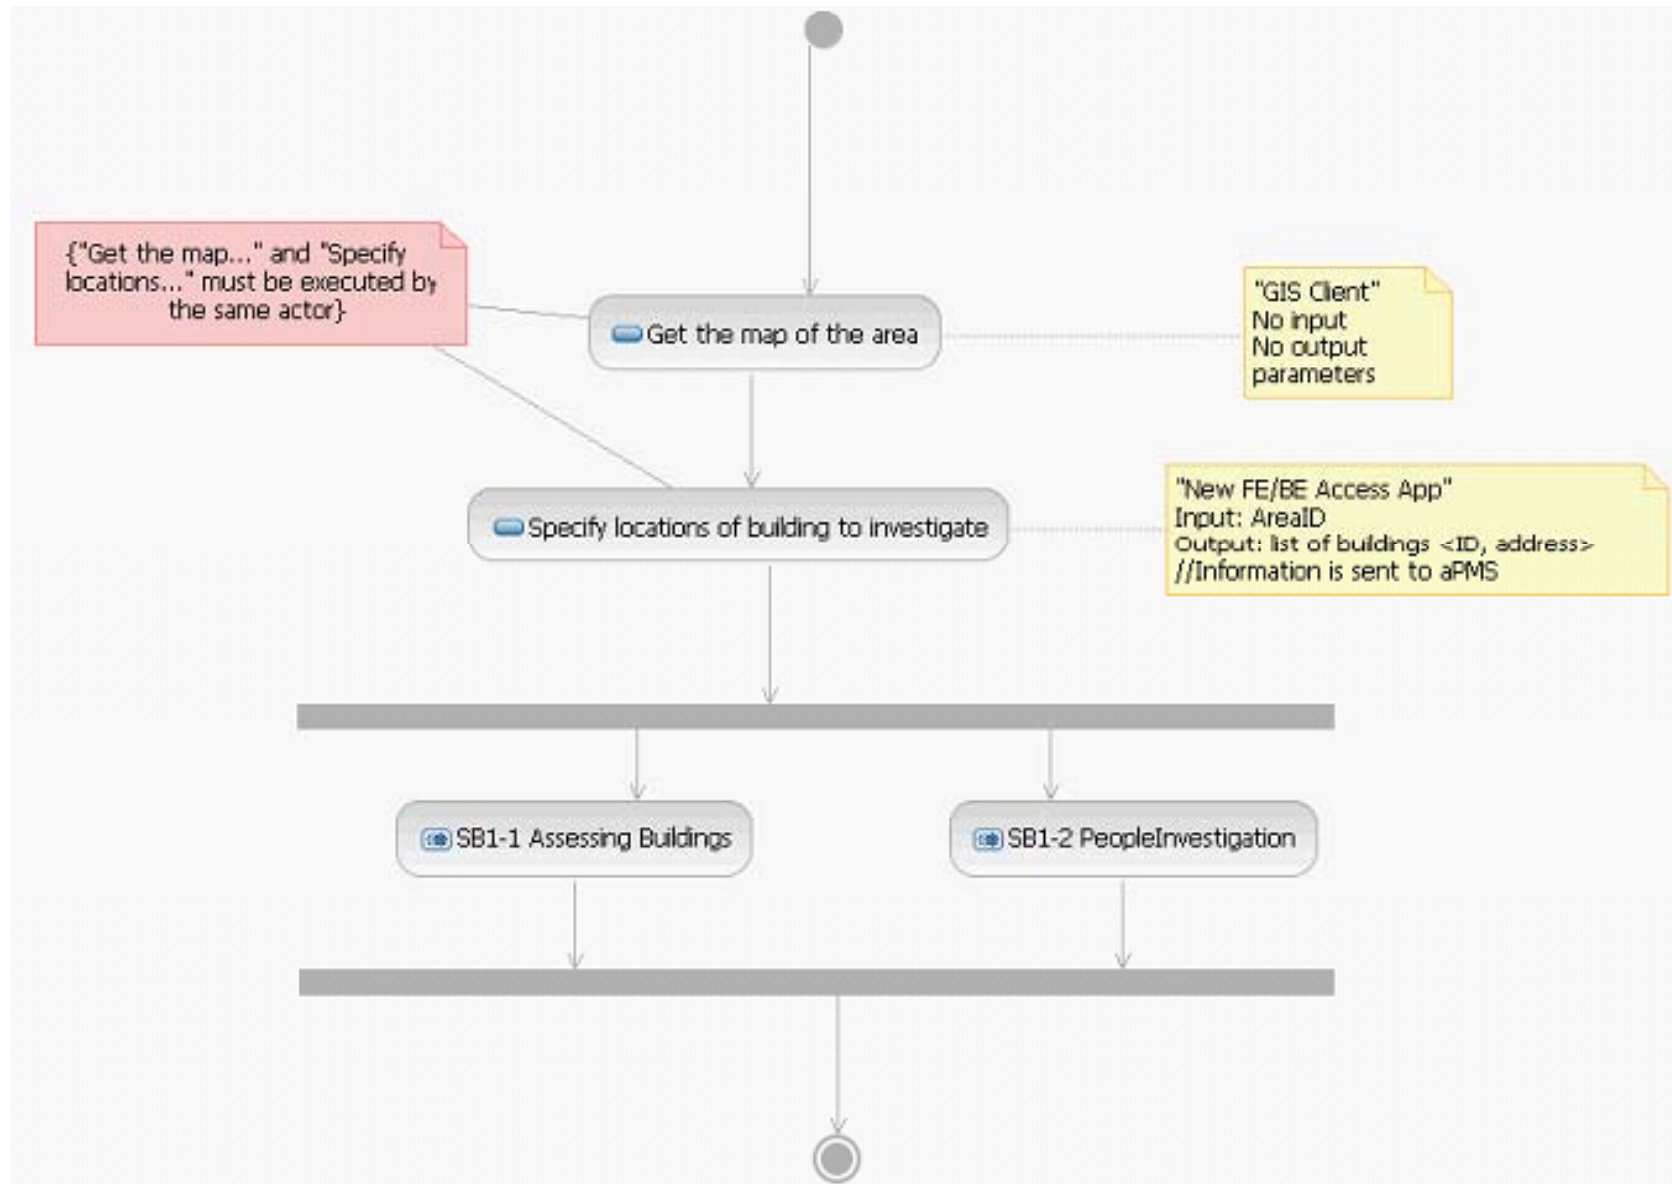 {"Get the map..." and "Specify
locations..." must be executed by
the same actor}
Get the map of the area
"GIS Client"
No input
No output
parameters
Specify locations of building to investigate
"New FE/BE Access App"
Input: AreaID
Output: list of buildings <ID, address>
//Information is sent to aPMS
SB1-1 Assessing Buildings
SB1-2 PeopleInvestigation